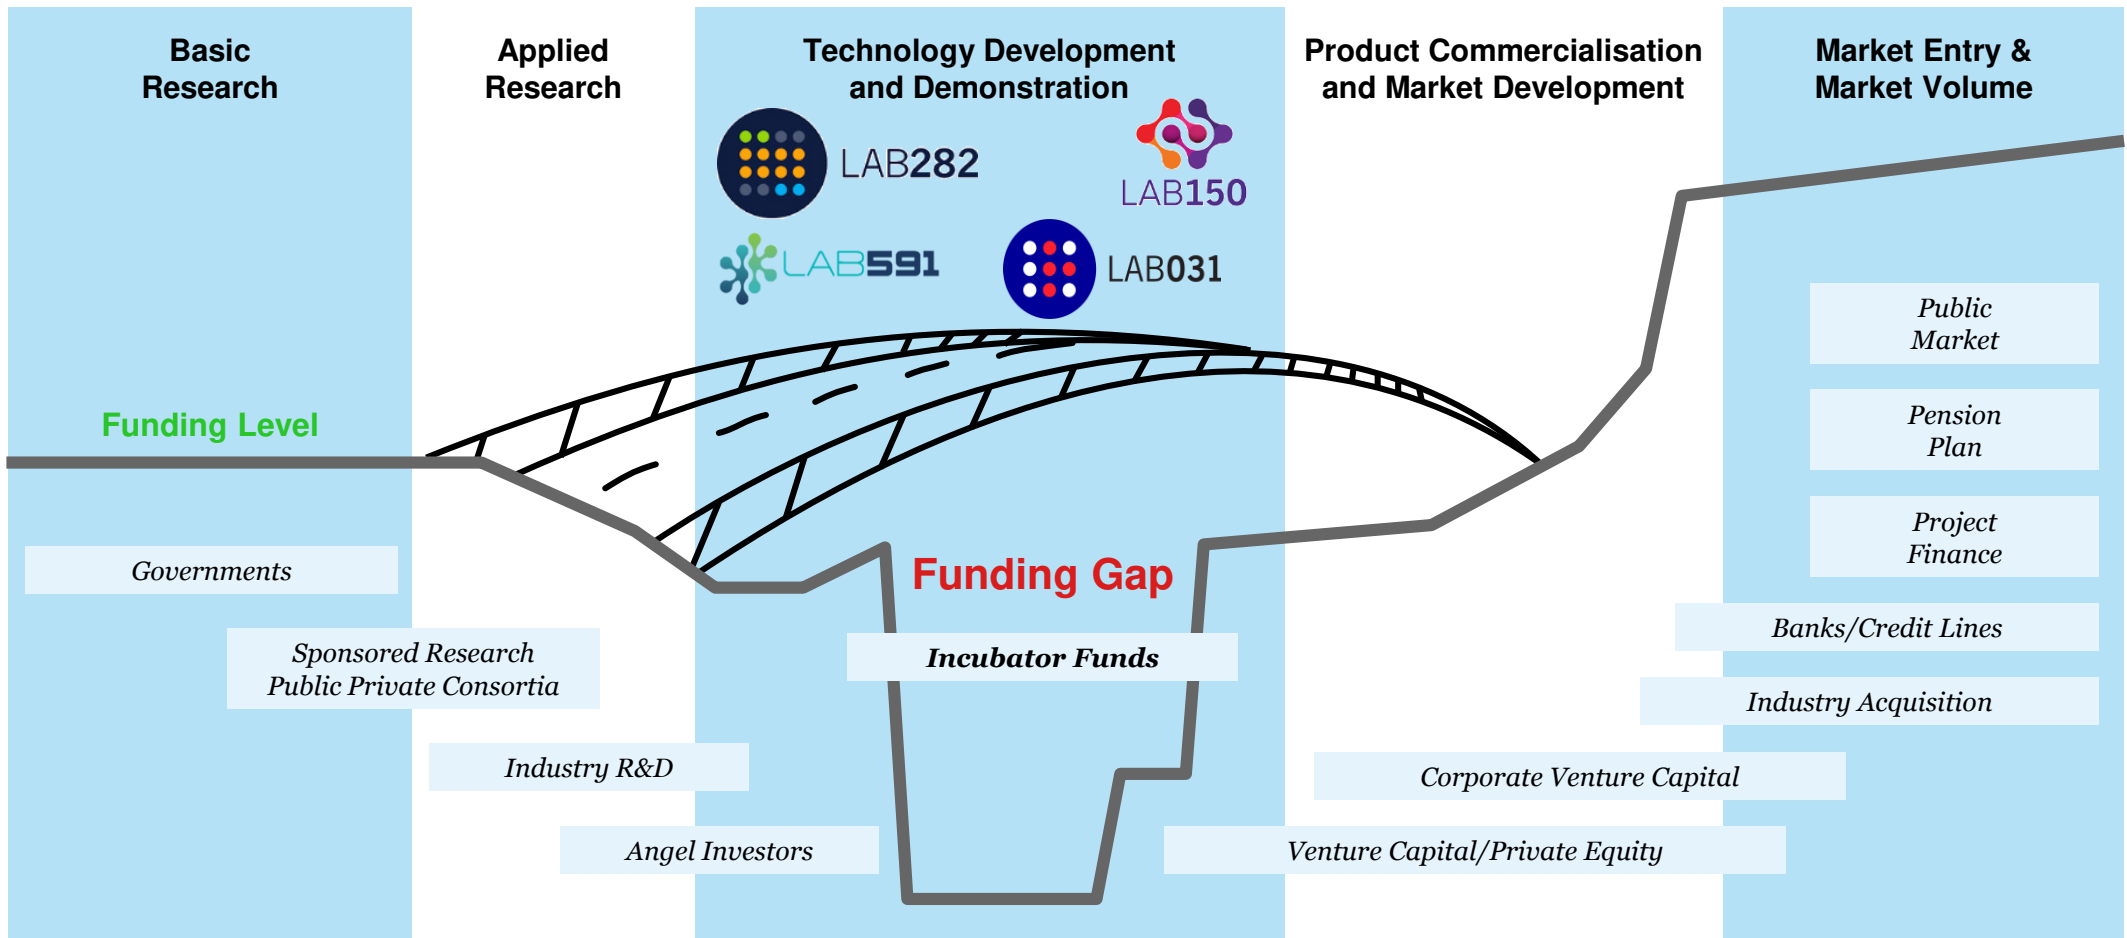 Basic
Research
Applied
Research
Technology Development
and Demonstration
Product Commercialisation
and Market Development
Market Entry &
Market Volume
LAB282
LAB150
LAB591
LAB031
Funding Level
Funding Gap
Governments
Sponsored Research
Public Private Consortia
Industry R&D
Angel Investors
Incubator Funds
Venture Capital/Private Equity
Corporate Venture Capital
Industry Acquisition
Banks/Credit Lines
Project
Finance
Pension
Plan
Public
Market